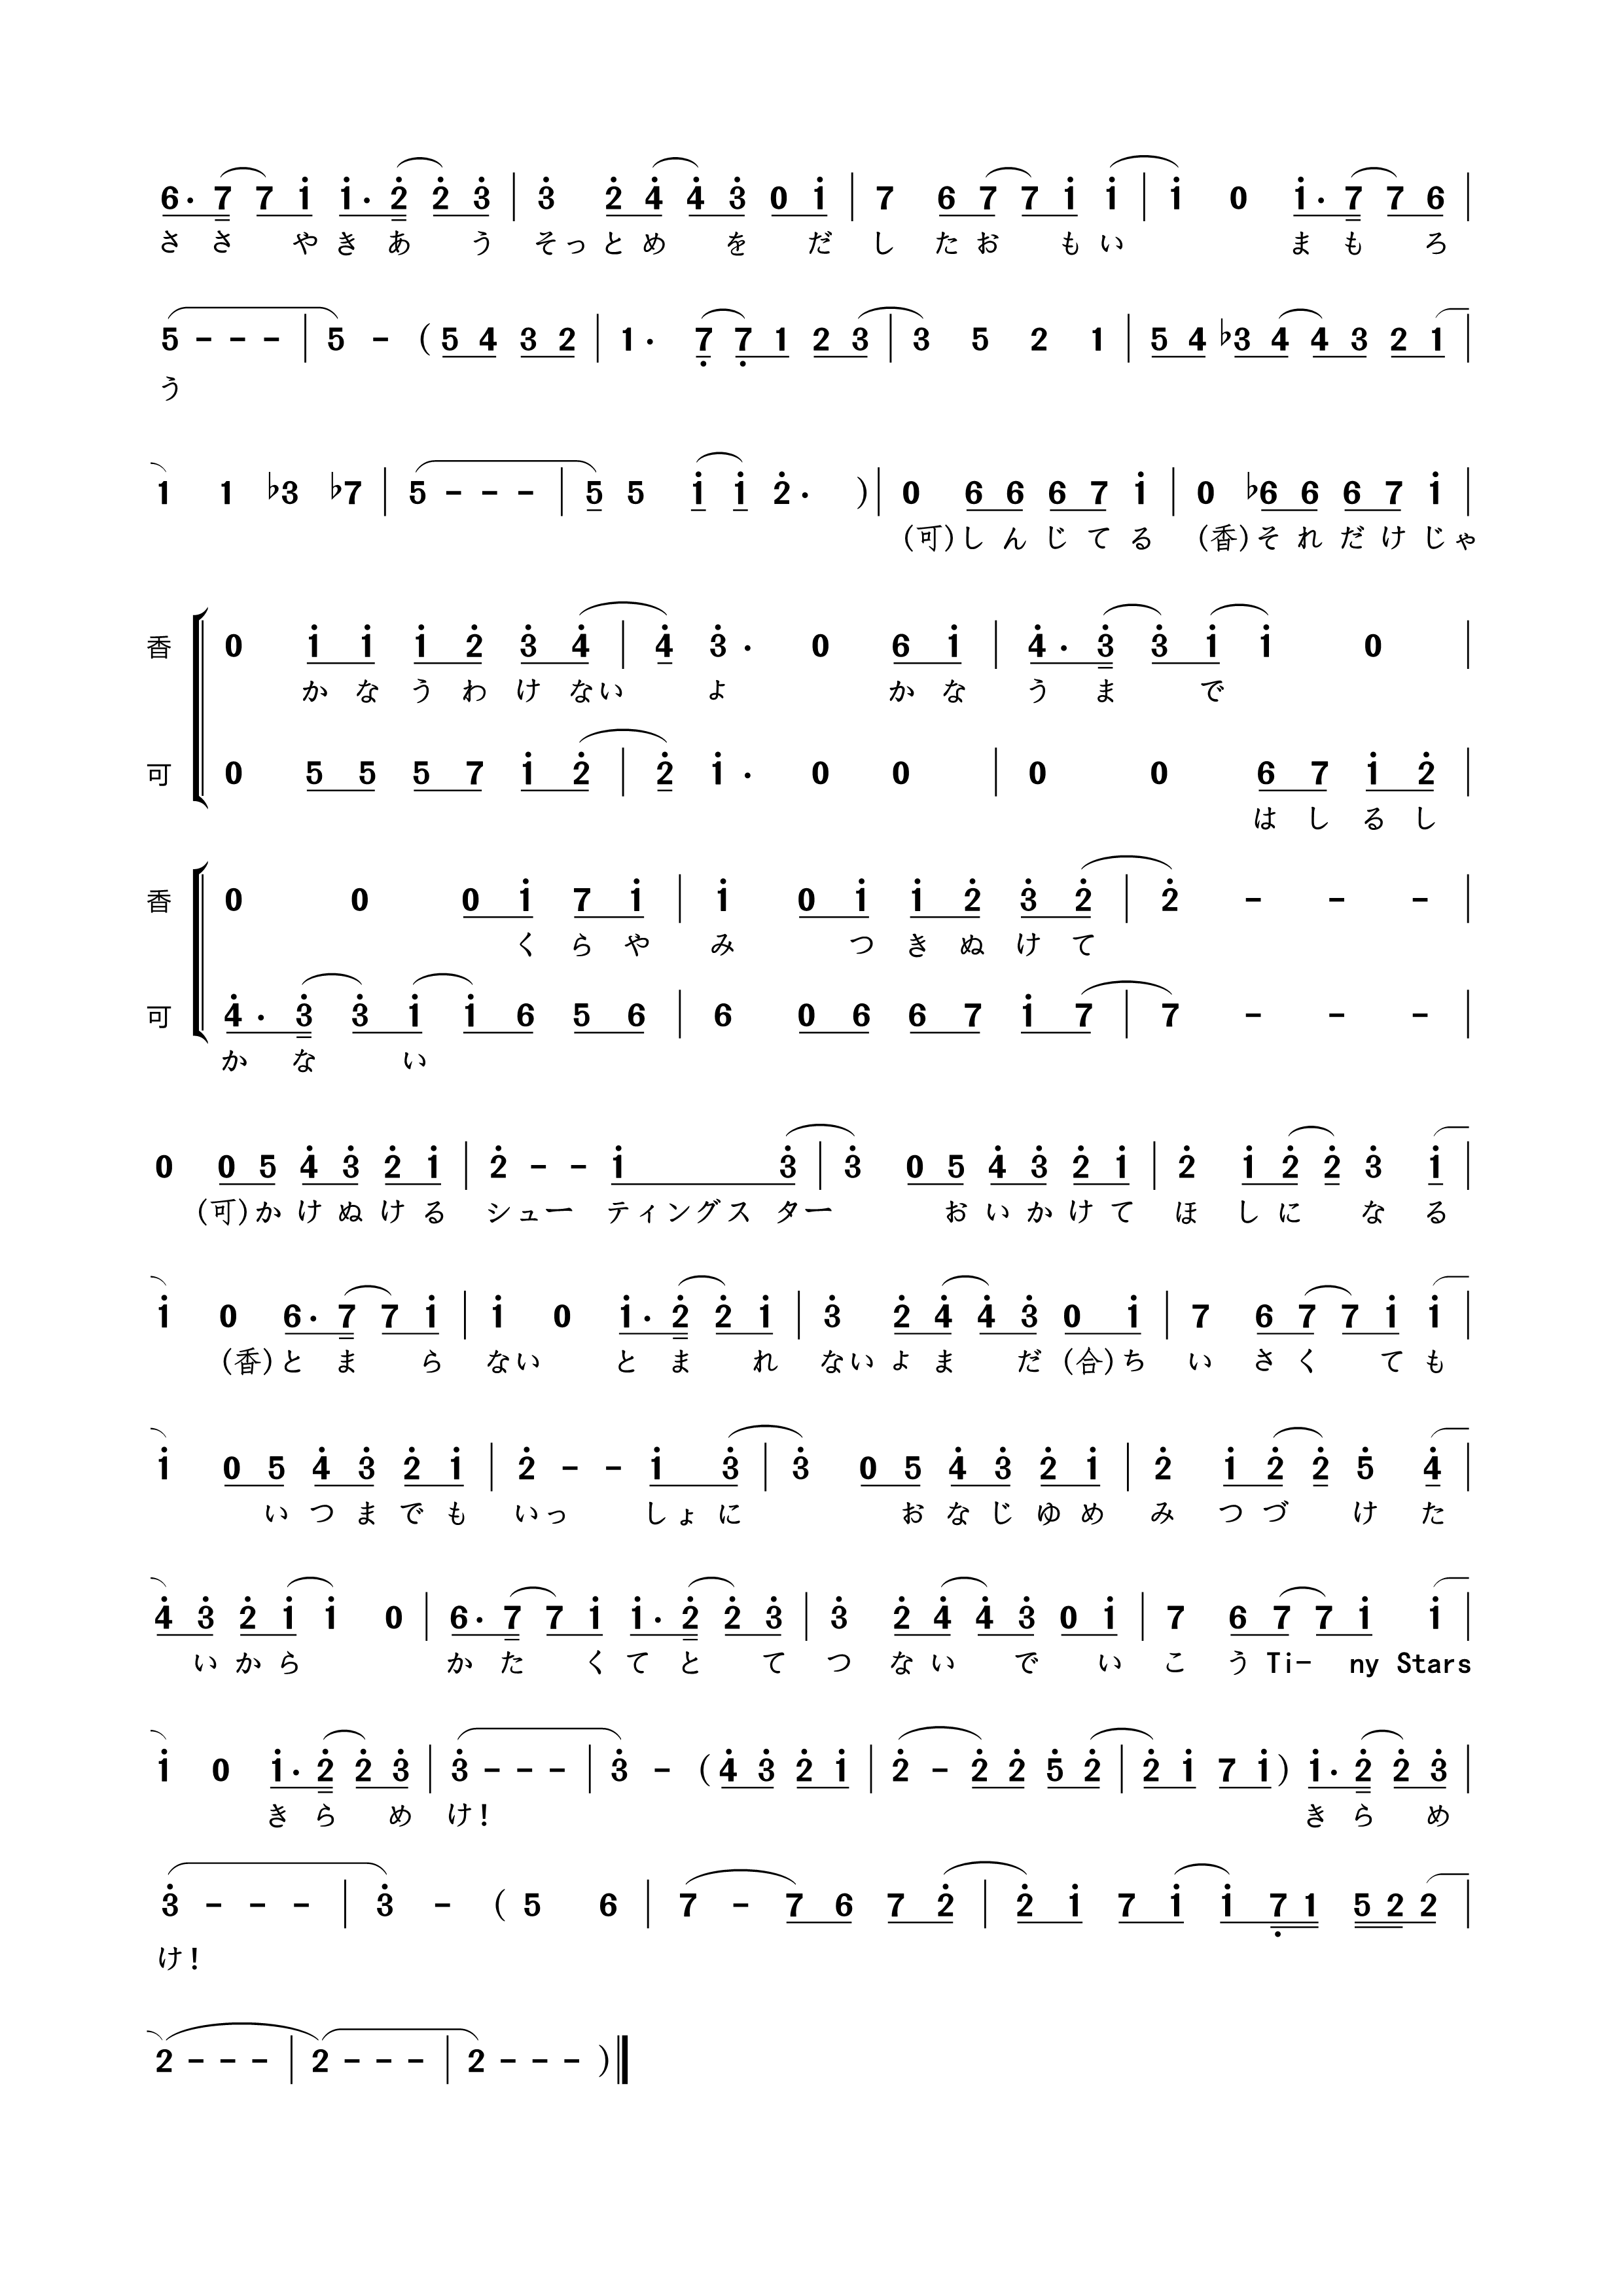 6· 7 7 1̇ 1̇· 2̇ 2̇ 3̇ | 3̇ 2̇ 4̇ 4̇ 3̇ 0 1̇ | 7 6 7 7 1̇ 1̇ | 1̇ 0 1̇· 7 7 6 |
さ さ や き あ う そっ と め を だ し た お も い ま も ろ
5 - - - | 5 - ( 5 4 3 2 | 1· 7̣ 7̣ 1 2 3 | 3 5 2 1 | 5 4 ♭3 4 4 3 2 1 |
う
1 1 ♭3 ♭7 | 5 - - - | 5 5 1̇ 1̇ 2̇· ) | 0 6 6 6 7 1̇ | 0 ♭6 6 6 7 1̇ |
(可)し ん じ て る (香)そ れ だ け じゃ
香 0 1̇ 1̇ 1̇ 2̇ 3̇ 4̇ | 4̇ 3̇· 0 6 1̇ | 4̇· 3̇ 3̇ 1̇ 1̇ 0 |
か な う わ け ない ょ か な う ま で
可 0 5 5 5 7 1̇ 2̇ | 2̇ 1̇· 0 0 | 0 0 6 7 1̇ 2̇ |
は し る し
香 0 0 0 1̇ 7 1̇ | 1̇ 0 1̇ 1̇ 2̇ 3̇ 2̇ | 2̇ - - - |
く ら や み つ き ぬ け て
可 4̇· 3̇ 3̇ 1̇ 1̇ 6 5 6 | 6 0 6 6 7 1̇ 7 | 7 - - - |
か な い
0 0 5 4̇ 3̇ 2̇ 1̇ | 2̇ - - 1̇ 3̇ | 3̇ 0 5 4̇ 3̇ 2̇ 1̇ | 2̇ 1̇ 2̇ 2̇ 3̇ 1̇ |
(可)か け ぬ け る シュー ティングス ター お い か け て ほ し に な る
1̇ 0 6· 7 7 1̇ | 1̇ 0 1̇· 2̇ 2̇ 1̇ | 3̇ 2̇ 4̇ 4̇ 3̇ 0 1̇ | 7 6 7 7 1̇ 1̇ |
(香)と ま ら ない と ま れ ない ょ ま だ (合)ち い さ く て も
1̇ 0 5 4̇ 3̇ 2̇ 1̇ | 2̇ - - 1̇ 3̇ | 3̇ 0 5 4̇ 3̇ 2̇ 1̇ | 2̇ 1̇ 2̇ 2̇ 5̇ 4̇ |
い つ ま で も いっ しょ に お な じ ゆ め み つ づ け た
4̇ 3̇ 2̇ 1̇ 1̇ 0 | 6· 7 7 1̇ 1̇· 2̇ 2̇ 3̇ | 3̇ 2̇ 4̇ 4̇ 3̇ 0 1̇ | 7 6 7 7 1̇ 1̇ |
い か ら か た く て と て つ な い で い こ う Ti- ny Stars
1̇ 0 1̇· 2̇ 2̇ 3̇ | 3̇ - - - | 3̇ - ( 4̇ 3̇ 2̇ 1̇ | 2̇ - 2̇ 2̇ 5̇ 2̇ | 2̇ 1̇ 7 1̇ ) 1̇· 2̇ 2̇ 3̇ |
き ら め け! き ら め
3̇ - - - | 3̇ - ( 5 6 | 7 - 7 6 7 2̇ | 2̇ 1̇ 7 1̇ 1̇ 7̣ 1 5 2 2 |
け!
2 - - - | 2 - - - | 2 - - - )